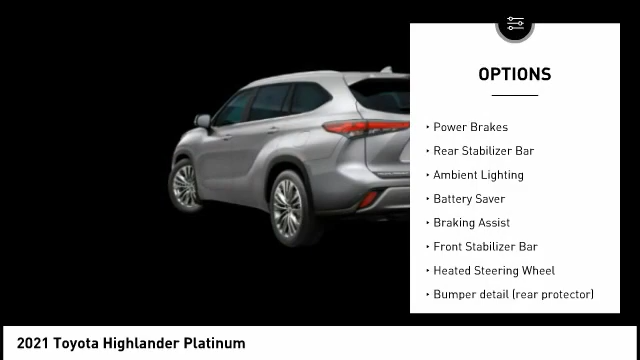 OPTIONS
‣ Power Brakes
‣ Rear Stabilizer Bar
‣ Ambient Lighting
‣ Battery Saver
‣ Braking Assist
‣ Front Stabilizer Bar
‣ Heated Steering Wheel
‣ Bumper detail (rear protector)
2021 Toyota Highlander Platinum